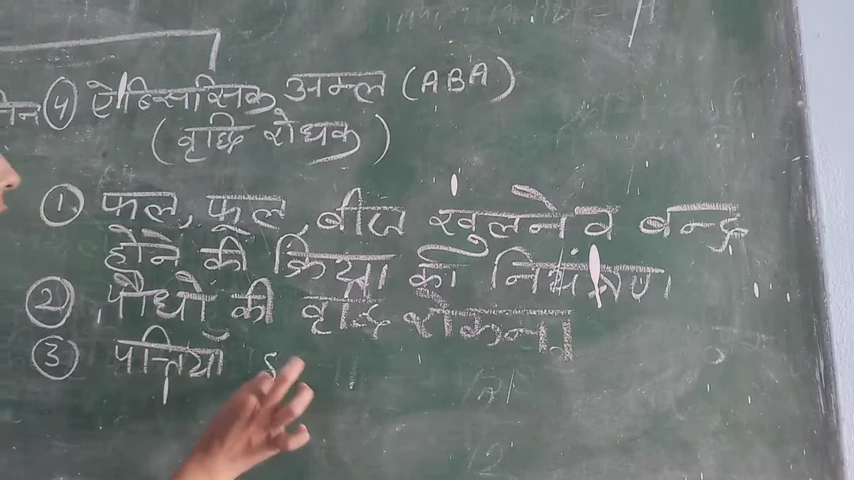 ④ ऐब्सिसिक अम्ल (ABA)
(वृद्धि रोधक)
① फल, फूल, बीज खुलने व बन्द
होने की क्रिया का नियंत्रण।
② पौधों की वृद्धि रोकना।
③ पत्तियों